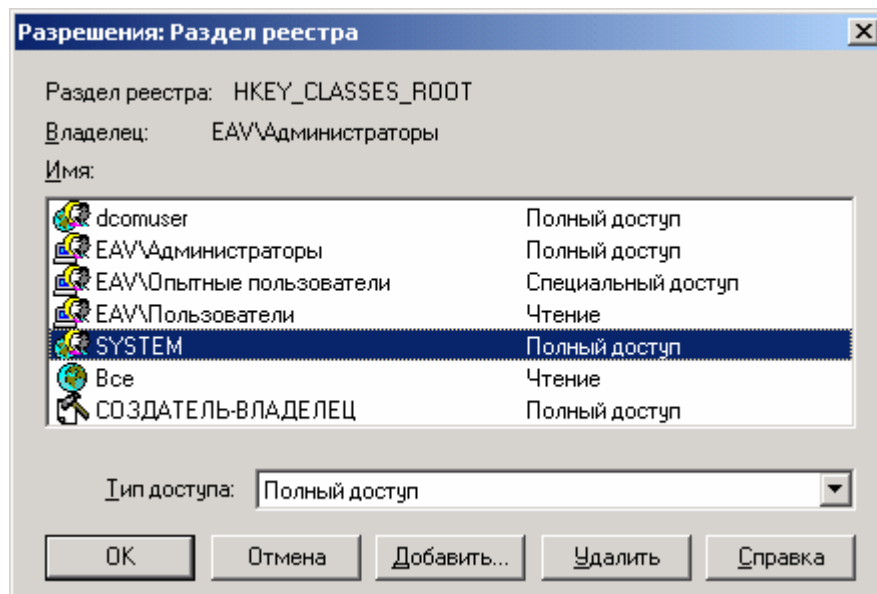 Разрешения: Раздел реестра
Раздел реестра: HKEY_CLASSES_ROOT
Владелец: EAV\Администраторы
Имя:
dcomuser Полный доступ
EAV\Администраторы Полный доступ
EAV\Опытные пользователи Специальный доступ
EAV\Пользователи Чтение
SYSTEM Полный доступ
Все Чтение
СОЗДАТЕЛЬ-ВЛАДЕЛЕЦ Полный доступ
Тип доступа: Полный доступ
OK Отмена Добавить... Удалить Справка